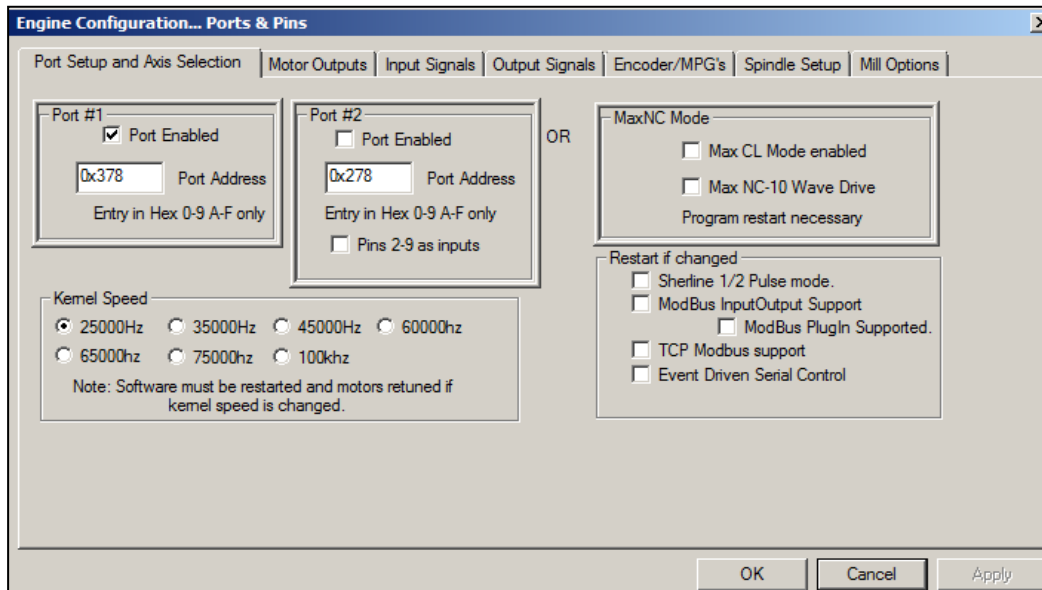 Engine Configuration... Ports & Pins
Port Setup and Axis Selection
Motor Outputs
Input Signals
Output Signals
Encoder/MPG's
Spindle Setup
Mill Options
Port #1
Port Enabled
0x378 Port Address
Entry in Hex 0-9 A-F only
Port #2
Port Enabled
0x278 Port Address
Entry in Hex 0-9 A-F only
Pins 2-9 as inputs
OR
MaxNC Mode
Max CL Mode enabled
Max NC-10 Wave Drive
Program restart necessary
Restart if changed
Sherline 1/2 Pulse mode.
ModBus InputOutput Support
ModBus PlugIn Supported.
TCP Modbus support
Event Driven Serial Control
Kernel Speed
25000Hz 35000Hz 45000Hz 60000hz
65000hz 75000hz 100khz
Note: Software must be restarted and motors retuned if
kernel speed is changed.
OK
Cancel
Apply